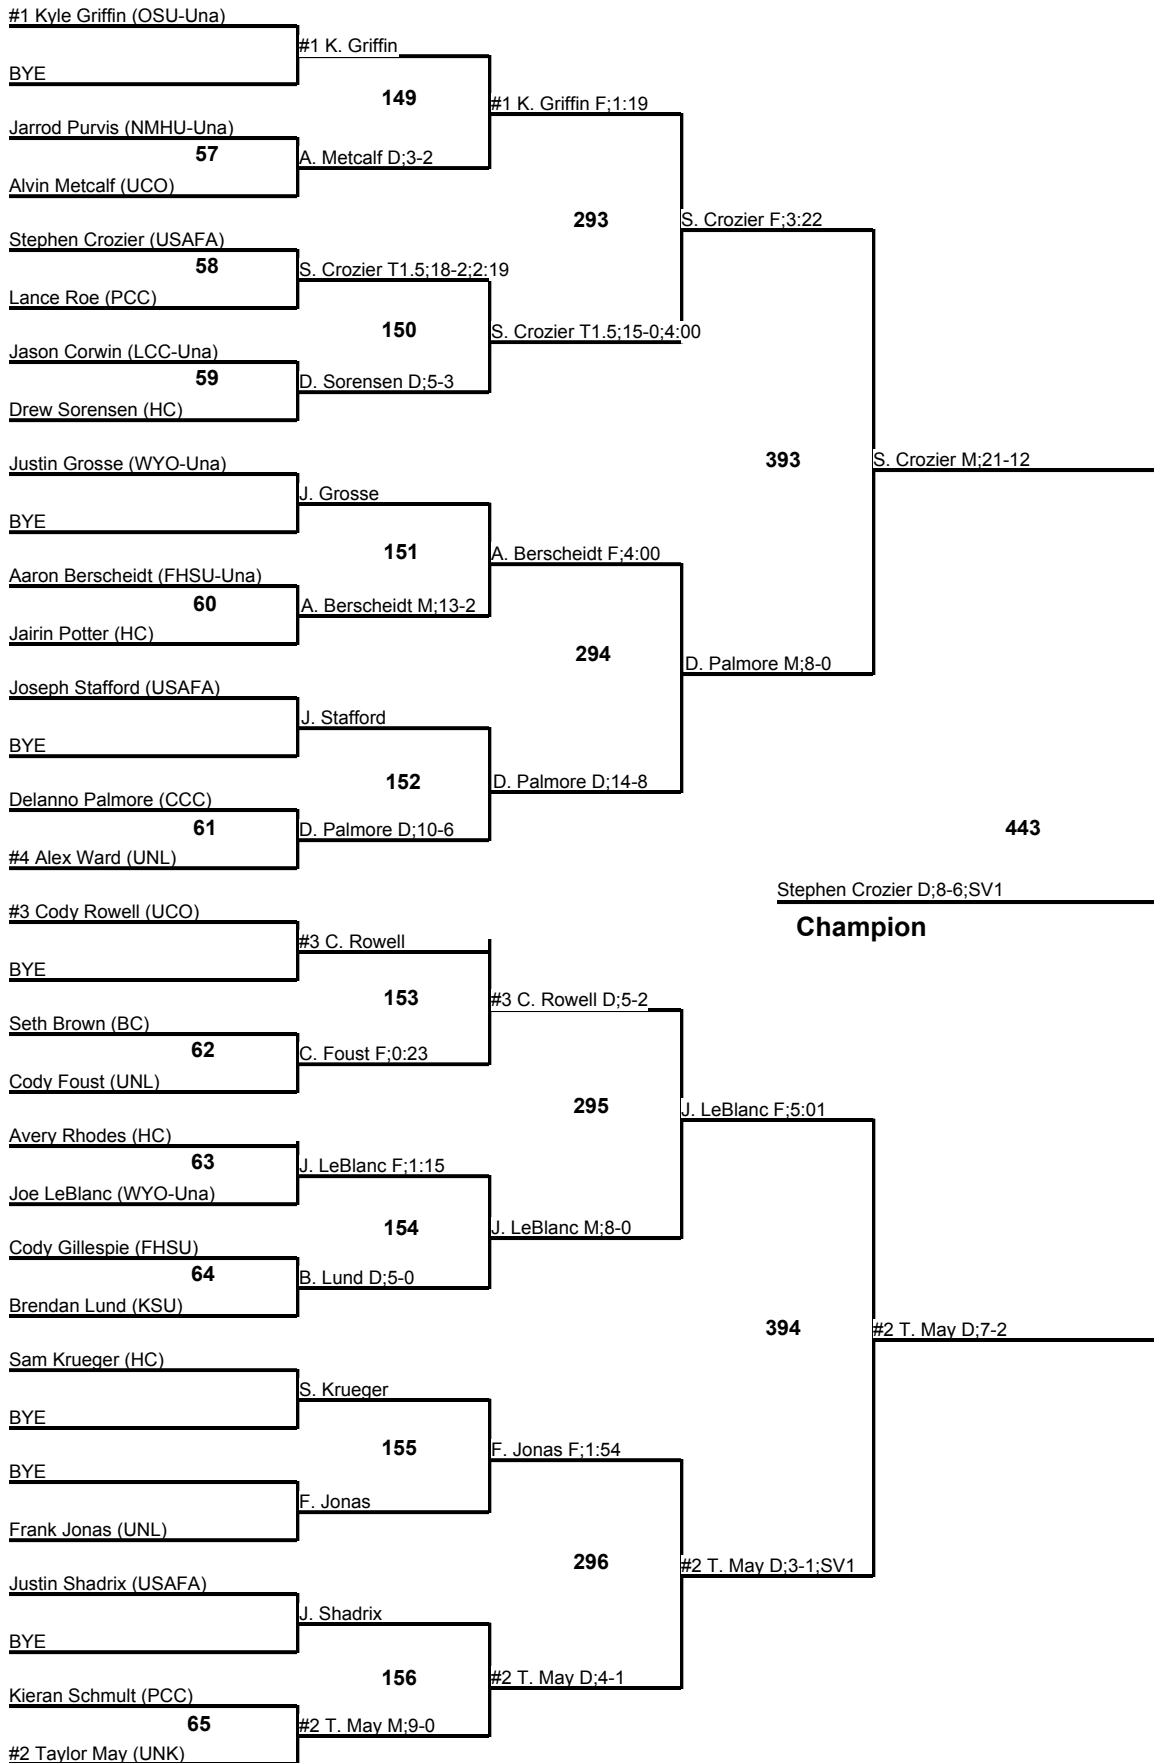 #1 Kyle Griffin (OSU-Una)
#1 K. Griffin
BYE
149
#1 K. Griffin F;1:19
Jarrod Purvis (NMHU-Una)
57
A. Metcalf D;3-2
Alvin Metcalf (UCO)
293
S. Crozier F;3:22
Stephen Crozier (USAFA)
58
S. Crozier T1.5;18-2;2:19
Lance Roe (PCC)
150
S. Crozier T1.5;15-0;4:00
Jason Corwin (LCC-Una)
59
D. Sorensen D;5-3
Drew Sorensen (HC)
393
S. Crozier M;21-12
Justin Grosse (WYO-Una)
J. Grosse
BYE
151
A. Berscheidt F;4:00
Aaron Berscheidt (FHSU-Una)
60
A. Berscheidt M;13-2
Jairin Potter (HC)
294
D. Palmore M;8-0
Joseph Stafford (USAFA)
J. Stafford
BYE
152
D. Palmore D;14-8
Delanno Palmore (CCC)
61
D. Palmore D;10-6
#4 Alex Ward (UNL)
443
Stephen Crozier D;8-6;SV1
Champion
#3 Cody Rowell (UCO)
#3 C. Rowell
BYE
153
#3 C. Rowell D;5-2
Seth Brown (BC)
62
C. Foust F;0:23
Cody Foust (UNL)
295
J. LeBlanc F;5:01
Avery Rhodes (HC)
63
J. LeBlanc F;1:15
Joe LeBlanc (WYO-Una)
154
J. LeBlanc M;8-0
Cody Gillespie (FHSU)
64
B. Lund D;5-0
Brendan Lund (KSU)
394
#2 T. May D;7-2
Sam Krueger (HC)
S. Krueger
BYE
155
F. Jonas F;1:54
BYE
F. Jonas
Frank Jonas (UNL)
296
#2 T. May D;3-1;SV1
Justin Shadrix (USAFA)
J. Shadrix
BYE
156
#2 T. May D;4-1
Kieran Schmult (PCC)
65
#2 T. May M;9-0
#2 Taylor May (UNK)